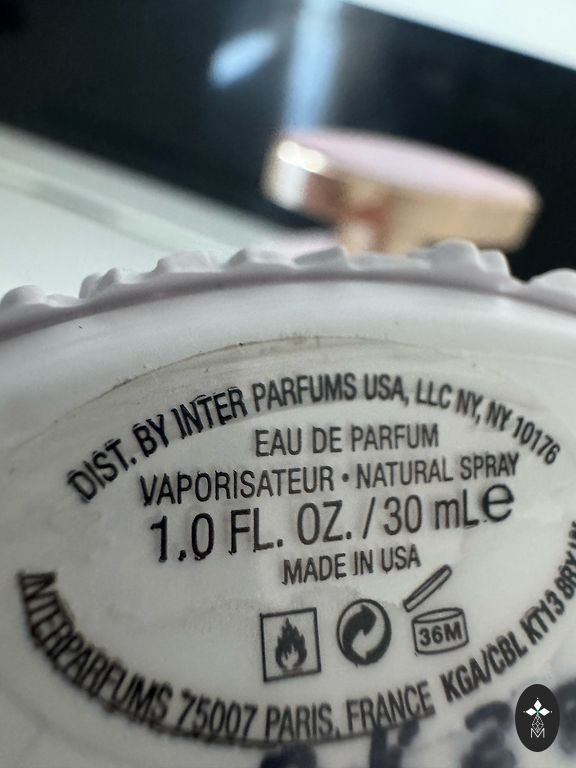 DIST. BY INTER PARFUMS USA, LLC NY, NY 10176
EAU DE PARFUM
VAPORISATEUR • NATURAL SPRAY
1.0 FL. OZ. / 30 mL e
MADE IN USA
36M
INTERPARFUMS 75007 PARIS, FRANCE KGA/CBL KT13
M